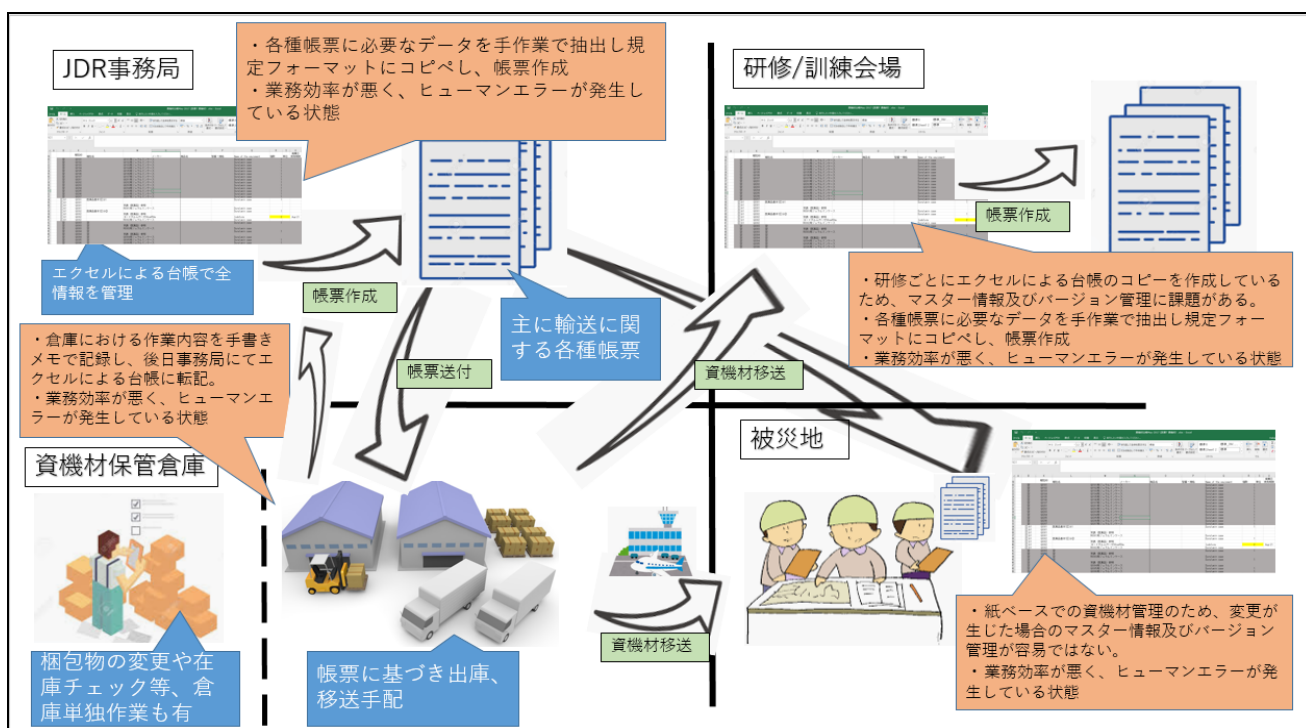 JDR事務局
・各種帳票に必要なデータを手作業で抽出し規
定フォーマットにコピペし、帳票作成
・業務効率が悪く、ヒューマンエラーが発生し
ている状態
エクセルによる台帳で全
情報を管理
帳票作成
主に輸送に関
する各種帳票
研修/訓練会場
帳票作成
・研修ごとにエクセルによる台帳のコピーを作成している
ため、マスター情報及びバージョン管理に課題がある。
・各種帳票に必要なデータを手作業で抽出し規定フォー
マットにコピペし、帳票作成
・業務効率が悪く、ヒューマンエラーが発生している状態
・倉庫における作業内容を手書き
メモで記録し、後日事務局にてエ
クセルによる台帳に転記。
・業務効率が悪く、ヒューマンエ
ラーが発生している状態
帳票送付
資機材移送
資機材保管倉庫
梱包物の変更や在
庫チェック等、倉
庫単独作業も有
帳票に基づき出庫、
移送手配
資機材移送
被災地
・紙ベースでの資機材管理のため、変更が
生じた場合のマスター情報及びバージョン
管理が容易ではない。
・業務効率が悪く、ヒューマンエラーが発
生している状態